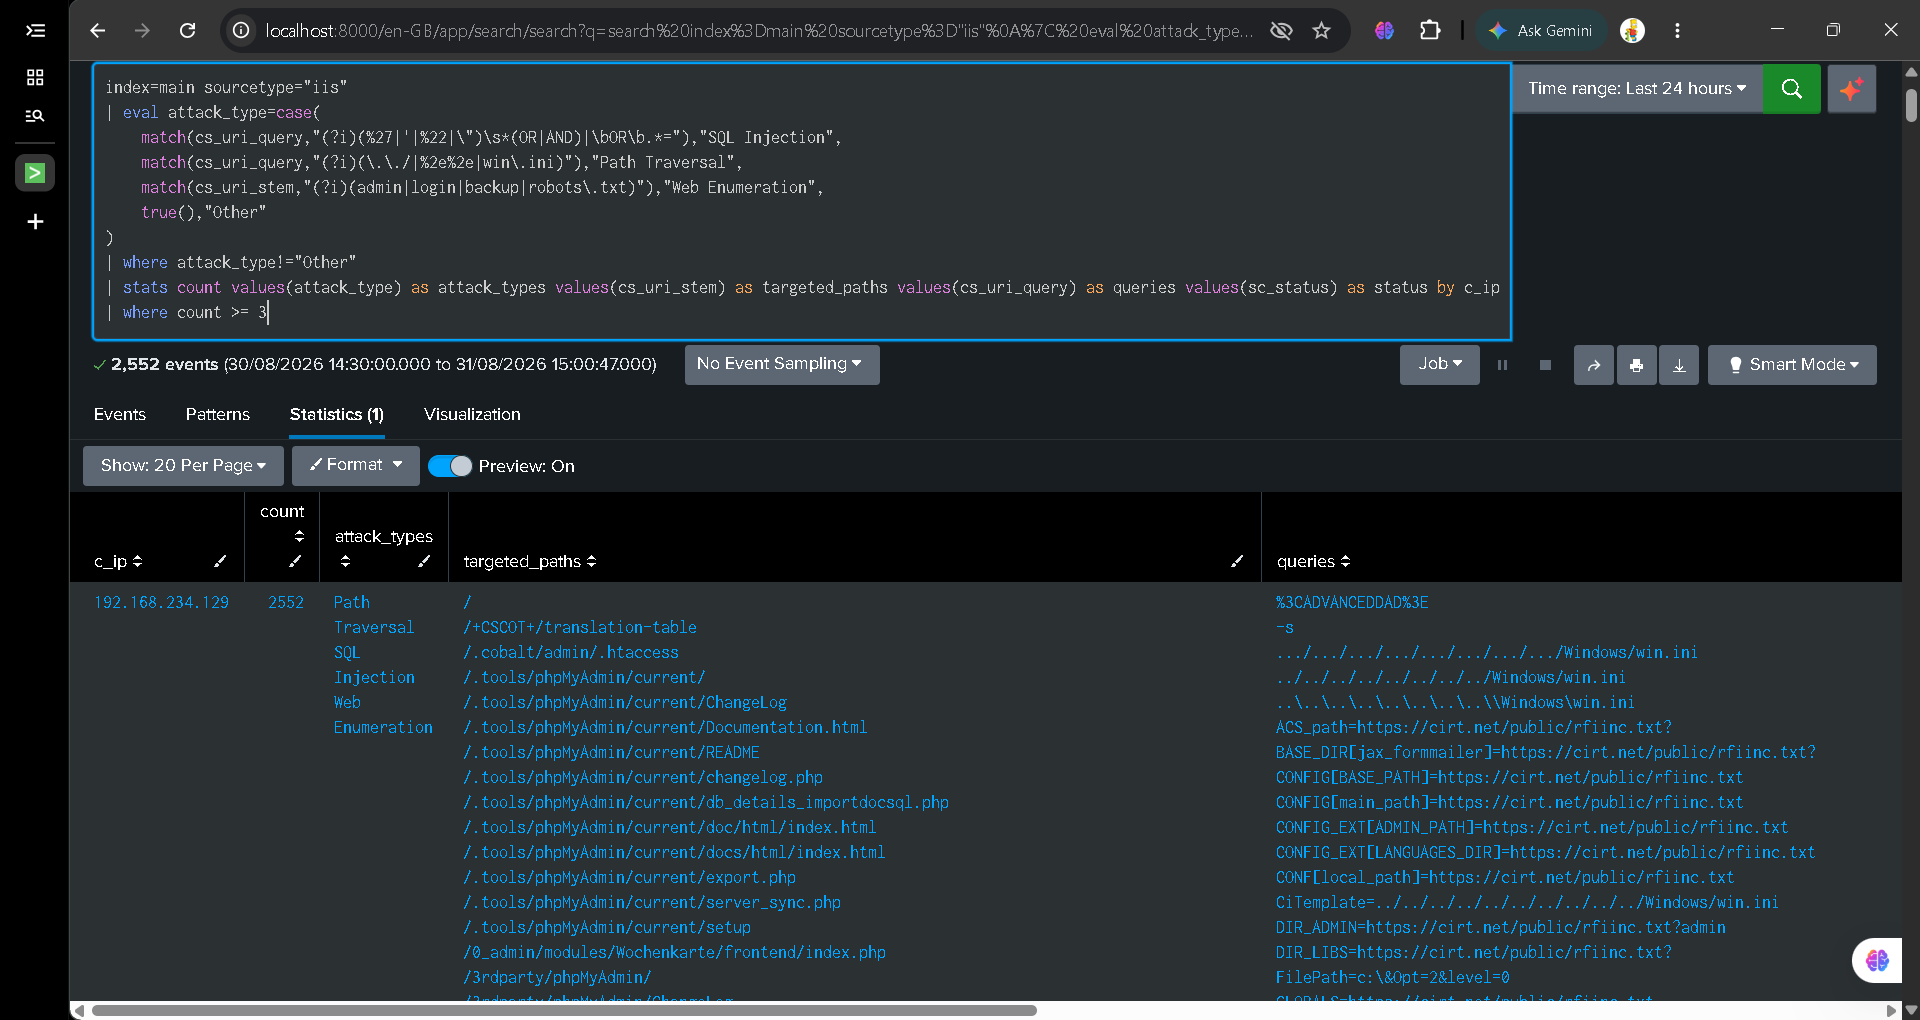 localhost:8000/en-GB/app/search/search?q=search%20index%3Dmain%20sourcetype%3D"iis"%0A%7C%20eval%20attack_type...
Ask Gemini
index=main sourcetype="iis"
| eval attack_type=case(
match(cs_uri_query,"(?i)(%27|'|%22|\")\s*(OR|AND)|\bOR\b.*="),"SQL Injection",
match(cs_uri_query,"(?i)(\.\./|%2e%2e|win\.ini)"),"Path Traversal",
match(cs_uri_stem,"(?i)(admin|login|backup|robots\.txt)"),"Web Enumeration",
true(),"Other"
)
| where attack_type!="Other"
| stats count values(attack_type) as attack_types values(cs_uri_stem) as targeted_paths values(cs_uri_query) as queries values(sc_status) as status by c_ip
| where count >= 3
Time range: Last 24 hours
2,552 events (30/08/2026 14:30:00.000 to 31/08/2026 15:00:47.000)
No Event Sampling
Job
Smart Mode
Events
Patterns
Statistics (1)
Visualization
Show: 20 Per Page
Format
Preview: On
c_ip
count
attack_types
targeted_paths
queries
192.168.234.129
2552
Path
Traversal
SQL
Injection
Web
Enumeration
/
/+CSCOT+/translation-table
/.cobalt/admin/.htaccess
/.tools/phpMyAdmin/current/
/.tools/phpMyAdmin/current/ChangeLog
/.tools/phpMyAdmin/current/Documentation.html
/.tools/phpMyAdmin/current/README
/.tools/phpMyAdmin/current/changelog.php
/.tools/phpMyAdmin/current/db_details_importdocsql.php
/.tools/phpMyAdmin/current/doc/html/index.html
/.tools/phpMyAdmin/current/docs/html/index.html
/.tools/phpMyAdmin/current/export.php
/.tools/phpMyAdmin/current/server_sync.php
/.tools/phpMyAdmin/current/setup
/0_admin/modules/Wochenkarte/frontend/index.php
/3rdparty/phpMyAdmin/
/3rdparty/phpMyAdmin/ChangeLog
%3CADVANCEDDAD%3E
-s
.../.../.../.../.../.../.../.../Windows/win.ini
../../../../../../../../Windows/win.ini
..\..\..\..\..\..\..\..\\Windows\win.ini
ACS_path=https://cirt.net/public/rfiinc.txt?
BASE_DIR[jax_formmailer]=https://cirt.net/public/rfiinc.txt?
CONFIG[BASE_PATH]=https://cirt.net/public/rfiinc.txt
CONFIG[main_path]=https://cirt.net/public/rfiinc.txt
CONFIG_EXT[ADMIN_PATH]=https://cirt.net/public/rfiinc.txt
CONFIG_EXT[LANGUAGES_DIR]=https://cirt.net/public/rfiinc.txt
CONF[local_path]=https://cirt.net/public/rfiinc.txt
CiTemplate=../../../../../../../../../../Windows/win.ini
DIR_ADMIN=https://cirt.net/public/rfiinc.txt?admin
DIR_LIBS=https://cirt.net/public/rfiinc.txt?
FilePath=c:\&Opt=2&level=0
GLOBALS=https://cirt.net/public/rfiinc.txt